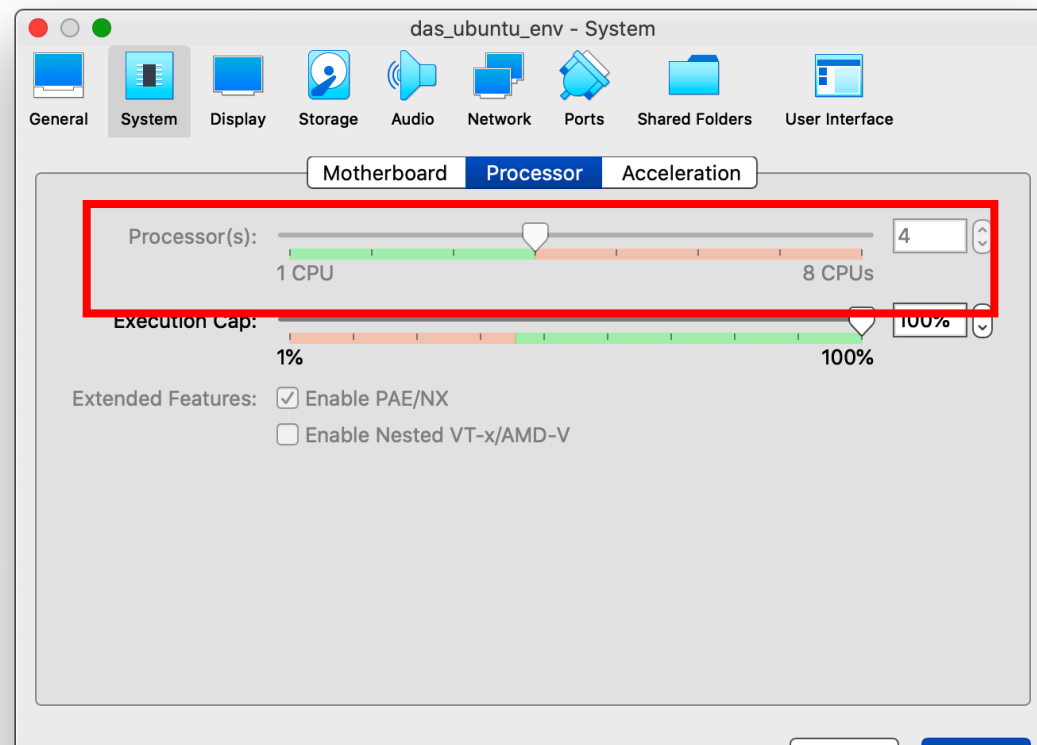 das_ubuntu_env - System
General System Display Storage Audio Network Ports Shared Folders User Interface
Motherboard Processor Acceleration
Processor(s): 4
1 CPU 8 CPUs
Execution Cap: 100%
1% 100%
Extended Features: Enable PAE/NX
Enable Nested VT-x/AMD-V